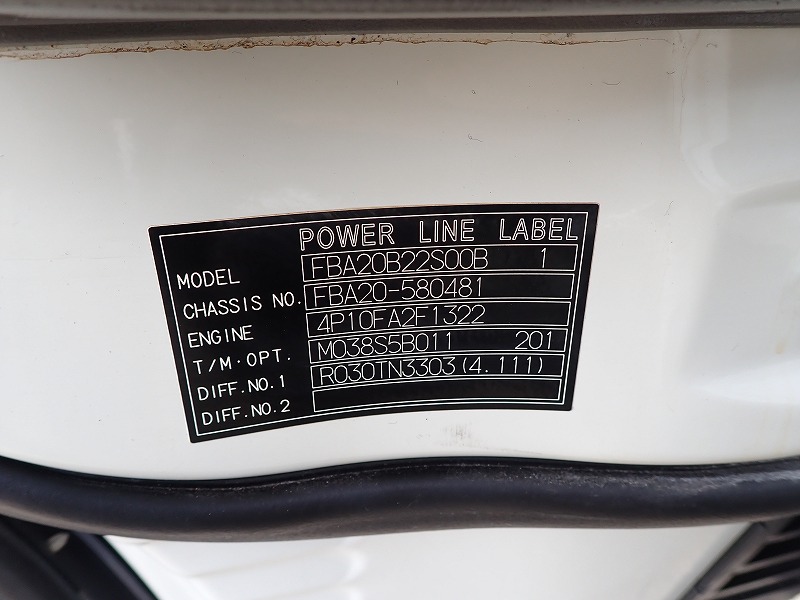 POWER LINE LABEL
MODEL FBA20B22S00B 1
CHASSIS NO. FBA20-580481
ENGINE 4P10FA2F1322
T/M·OPT. M038S5B011 201
DIFF.NO.1 R030TN3303(4.111)
DIFF.NO.2